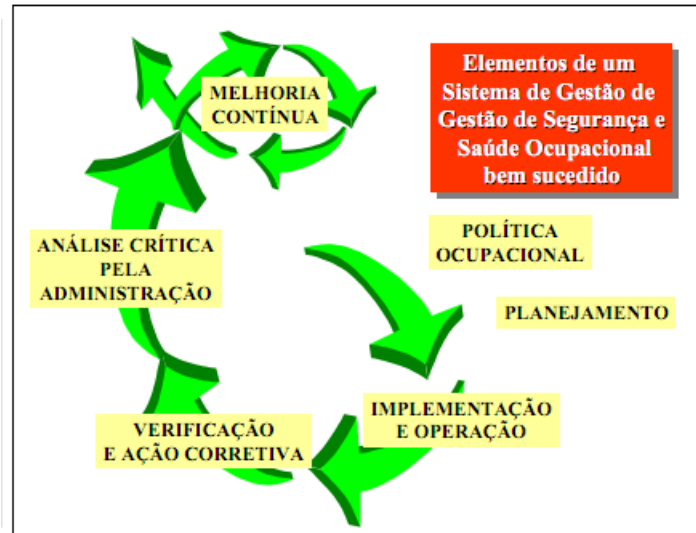 Elementos de um
Sistema de Gestão de
Gestão de Segurança e
Saúde Ocupacional
bem sucedido
MELHORIA
CONTÍNUA
POLÍTICA
OCUPACIONAL
PLANEJAMENTO
IMPLEMENTAÇÃO
E OPERAÇÃO
VERIFICAÇÃO
E AÇÃO CORRETIVA
ANÁLISE CRÍTICA
PELA
ADMINISTRAÇÃO